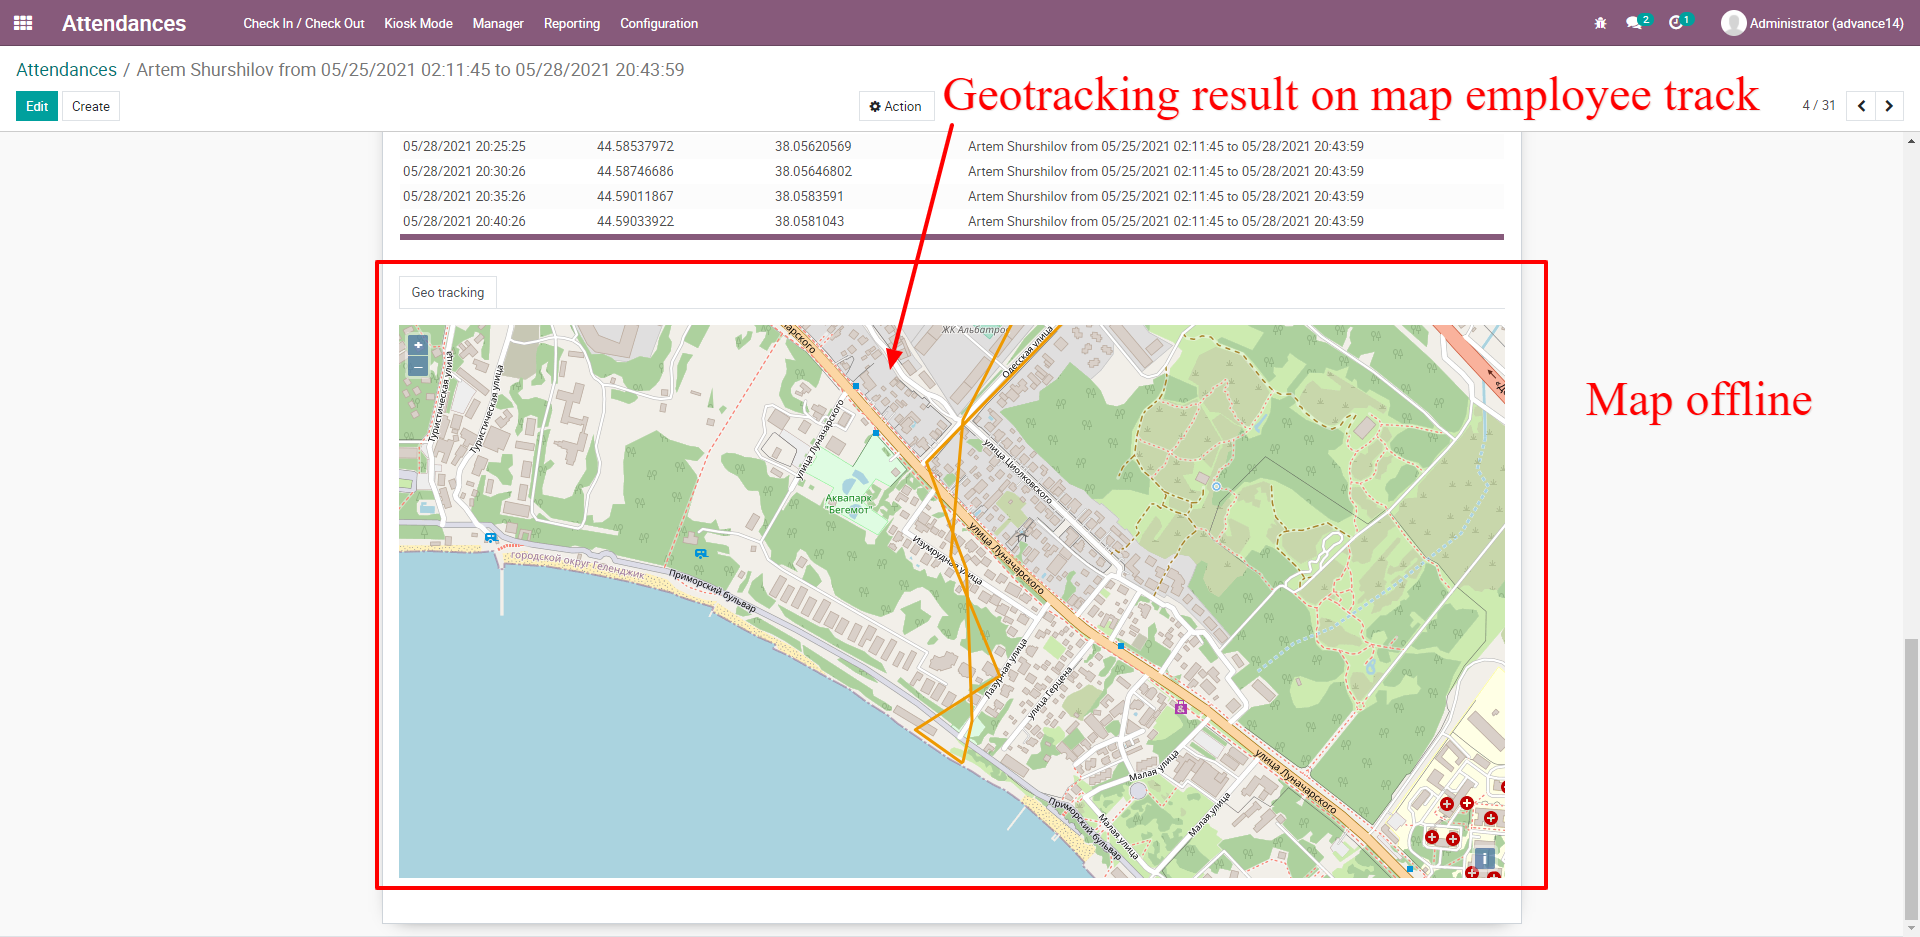 Attendances Check In / Check Out Kiosk Mode Manager Reporting Configuration 2 1 Administrator (advance14)
Attendances / Artem Shurshilov from 05/25/2021 02:11:45 to 05/28/2021 20:43:59
Edit Create Action 4 / 31
Geotracking result on map employee track
05/28/2021 20:25:25 44.58537972 38.05620569 Artem Shurshilov from 05/25/2021 02:11:45 to 05/28/2021 20:43:59
05/28/2021 20:30:26 44.58746686 38.05646802 Artem Shurshilov from 05/25/2021 02:11:45 to 05/28/2021 20:43:59
05/28/2021 20:35:26 44.59011867 38.0583591 Artem Shurshilov from 05/25/2021 02:11:45 to 05/28/2021 20:43:59
05/28/2021 20:40:26 44.59033922 38.0581043 Artem Shurshilov from 05/25/2021 02:11:45 to 05/28/2021 20:43:59
Geo tracking
+
–
ЖК Альбатро
Одесская улица
Туристическая улица
Туристическая улица
улица Луначарского
Map offline
улица Циолковского
Аквапарк
"Бегемот"
улица Луначарского
Изумрудная улица
городской округ Геленджик
Приморский бульвар
Лазурная улица
улица Герцена
Малая улица
улица Луначарского
Приморский бульвар
Малая улица
Малая улица
i